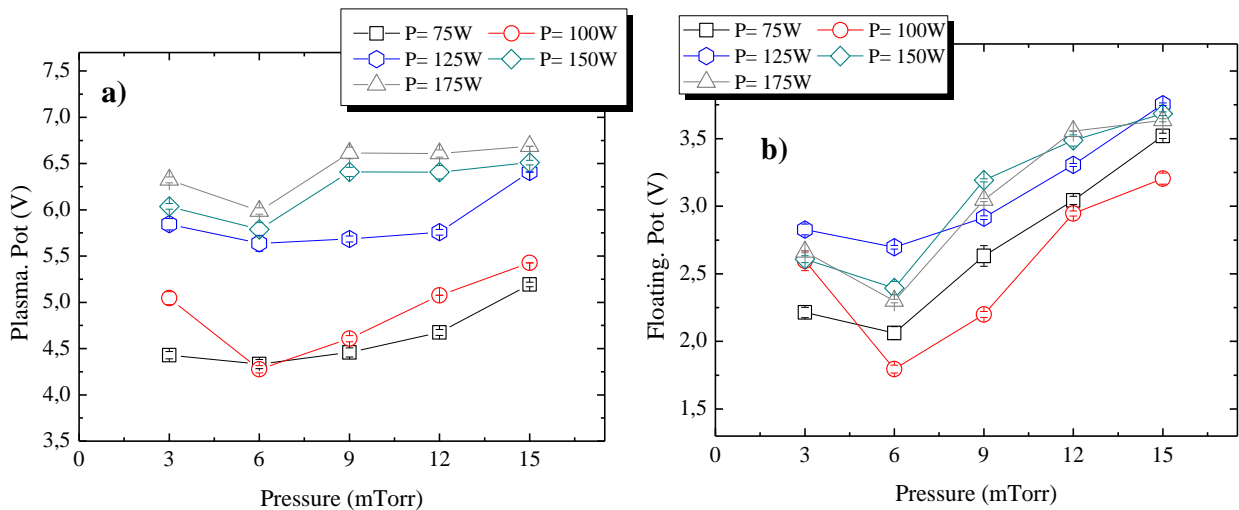 P= 75W P= 100W
P= 125W P= 150W
P= 175W
a)
7,5
7,0
6,5
6,0
5,5
5,0
4,5
4,0
3,5
Plasma. Pot (V)
0 3 6 9 12 15
Pressure (mTorr)
P= 75W P= 100W
P= 125W P= 150W
P= 175W
b)
3,5
3,0
2,5
2,0
1,5
Floating. Pot (V)
0 3 6 9 12 15
Pressure (mTorr)